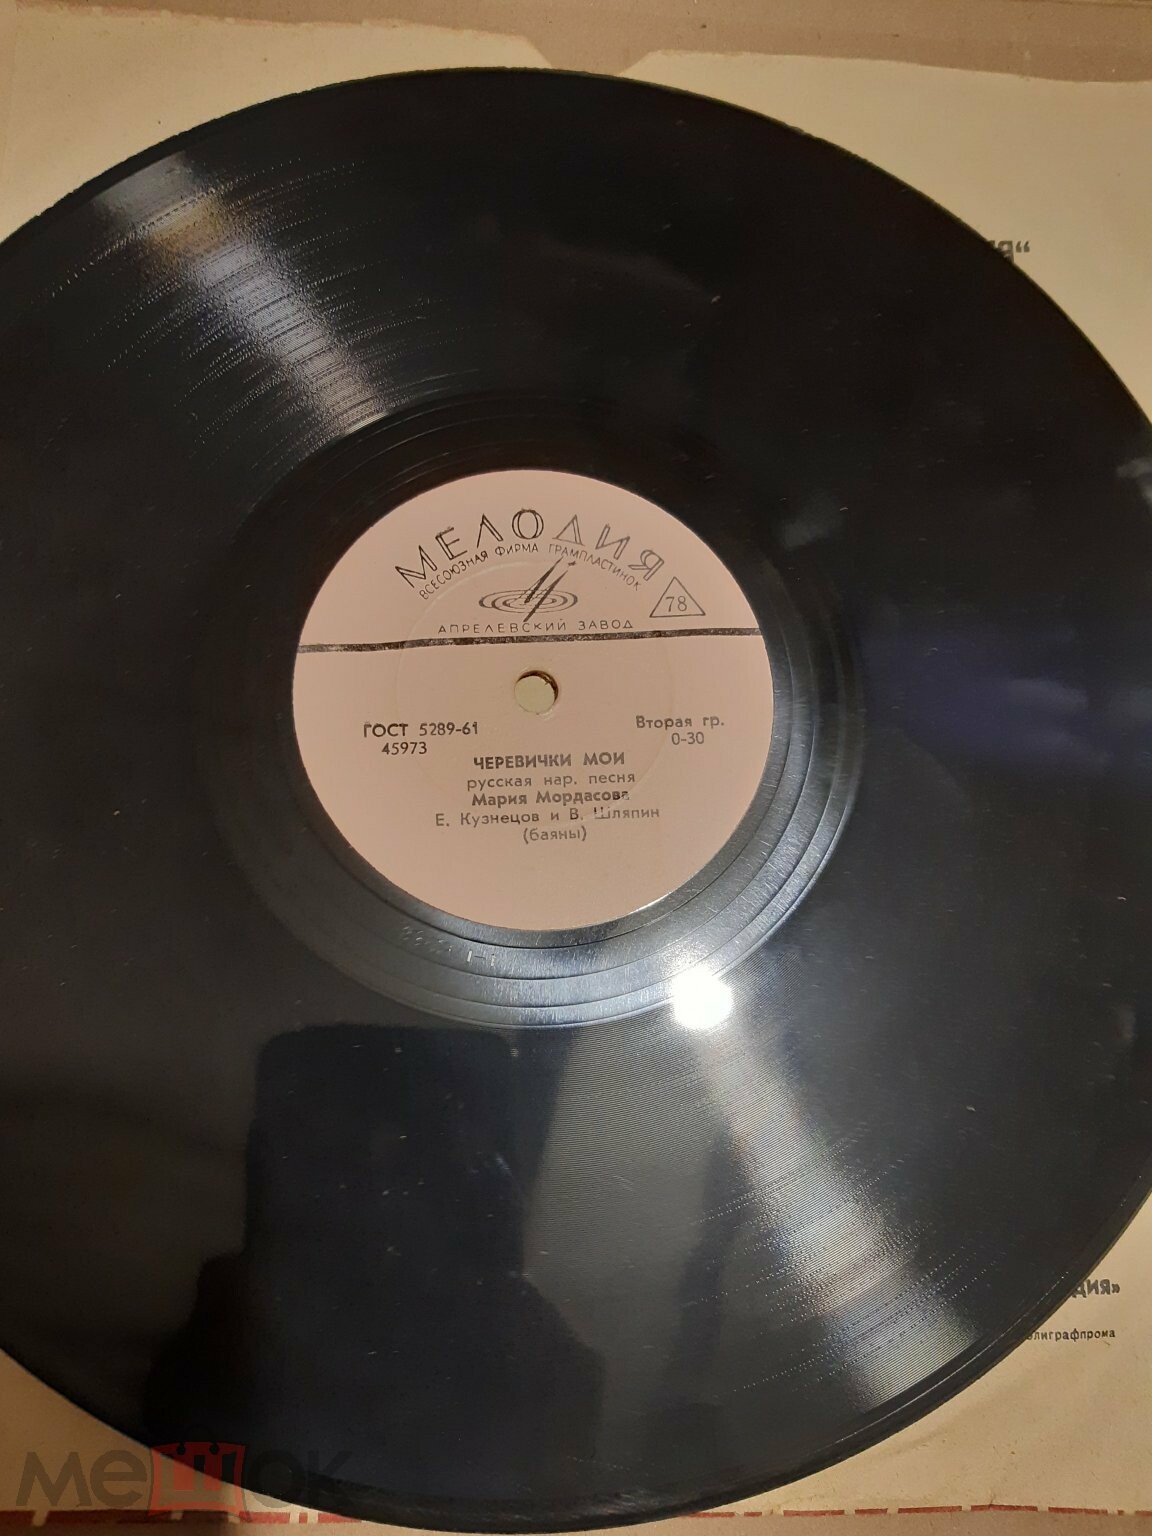 МЕЛОДИЯ
ВСЕСОЮЗНАЯ ФИРМА ГРАМПЛАСТИНОК
78
АПРЕЛЕВСКИЙ ЗАВОД
ГОСТ 5289-61
45973
Вторая гр.
0-30
ЧЕРЕВИЧКИ МОИ
русская нар. песня
Мария Мордасова
Е. Кузнецов и В. Шляпин
(баяны)
ДИЯ»
лиграфпрома
мешок